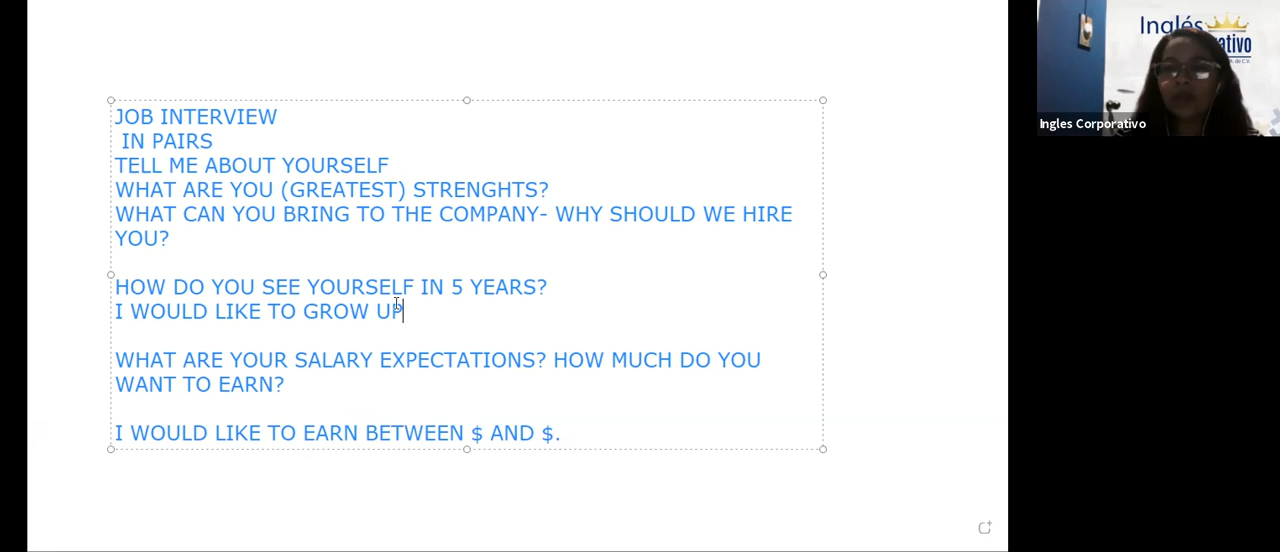 JOB INTERVIEW
IN PAIRS
TELL ME ABOUT YOURSELF
WHAT ARE YOU (GREATEST) STRENGHTS?
WHAT CAN YOU BRING TO THE COMPANY- WHY SHOULD WE HIRE
YOU?
HOW DO YOU SEE YOURSELF IN 5 YEARS?
I WOULD LIKE TO GROW UP
WHAT ARE YOUR SALARY EXPECTATIONS? HOW MUCH DO YOU
WANT TO EARN?
I WOULD LIKE TO EARN BETWEEN $ AND $.
Inglés
ativo
. de C.V.
Ingles Corporativo